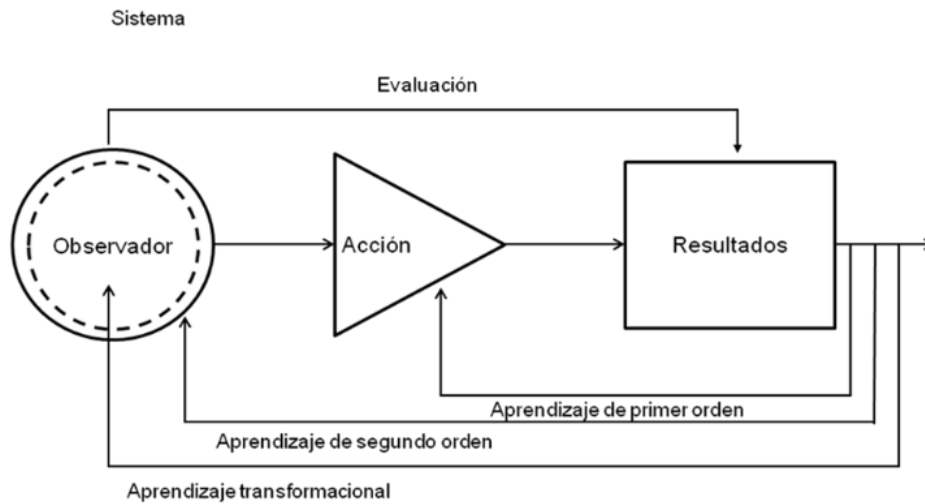 Sistema
Evaluación
Observador
Acción
Resultados
Aprendizaje de primer orden
Aprendizaje de segundo orden
Aprendizaje transformacional